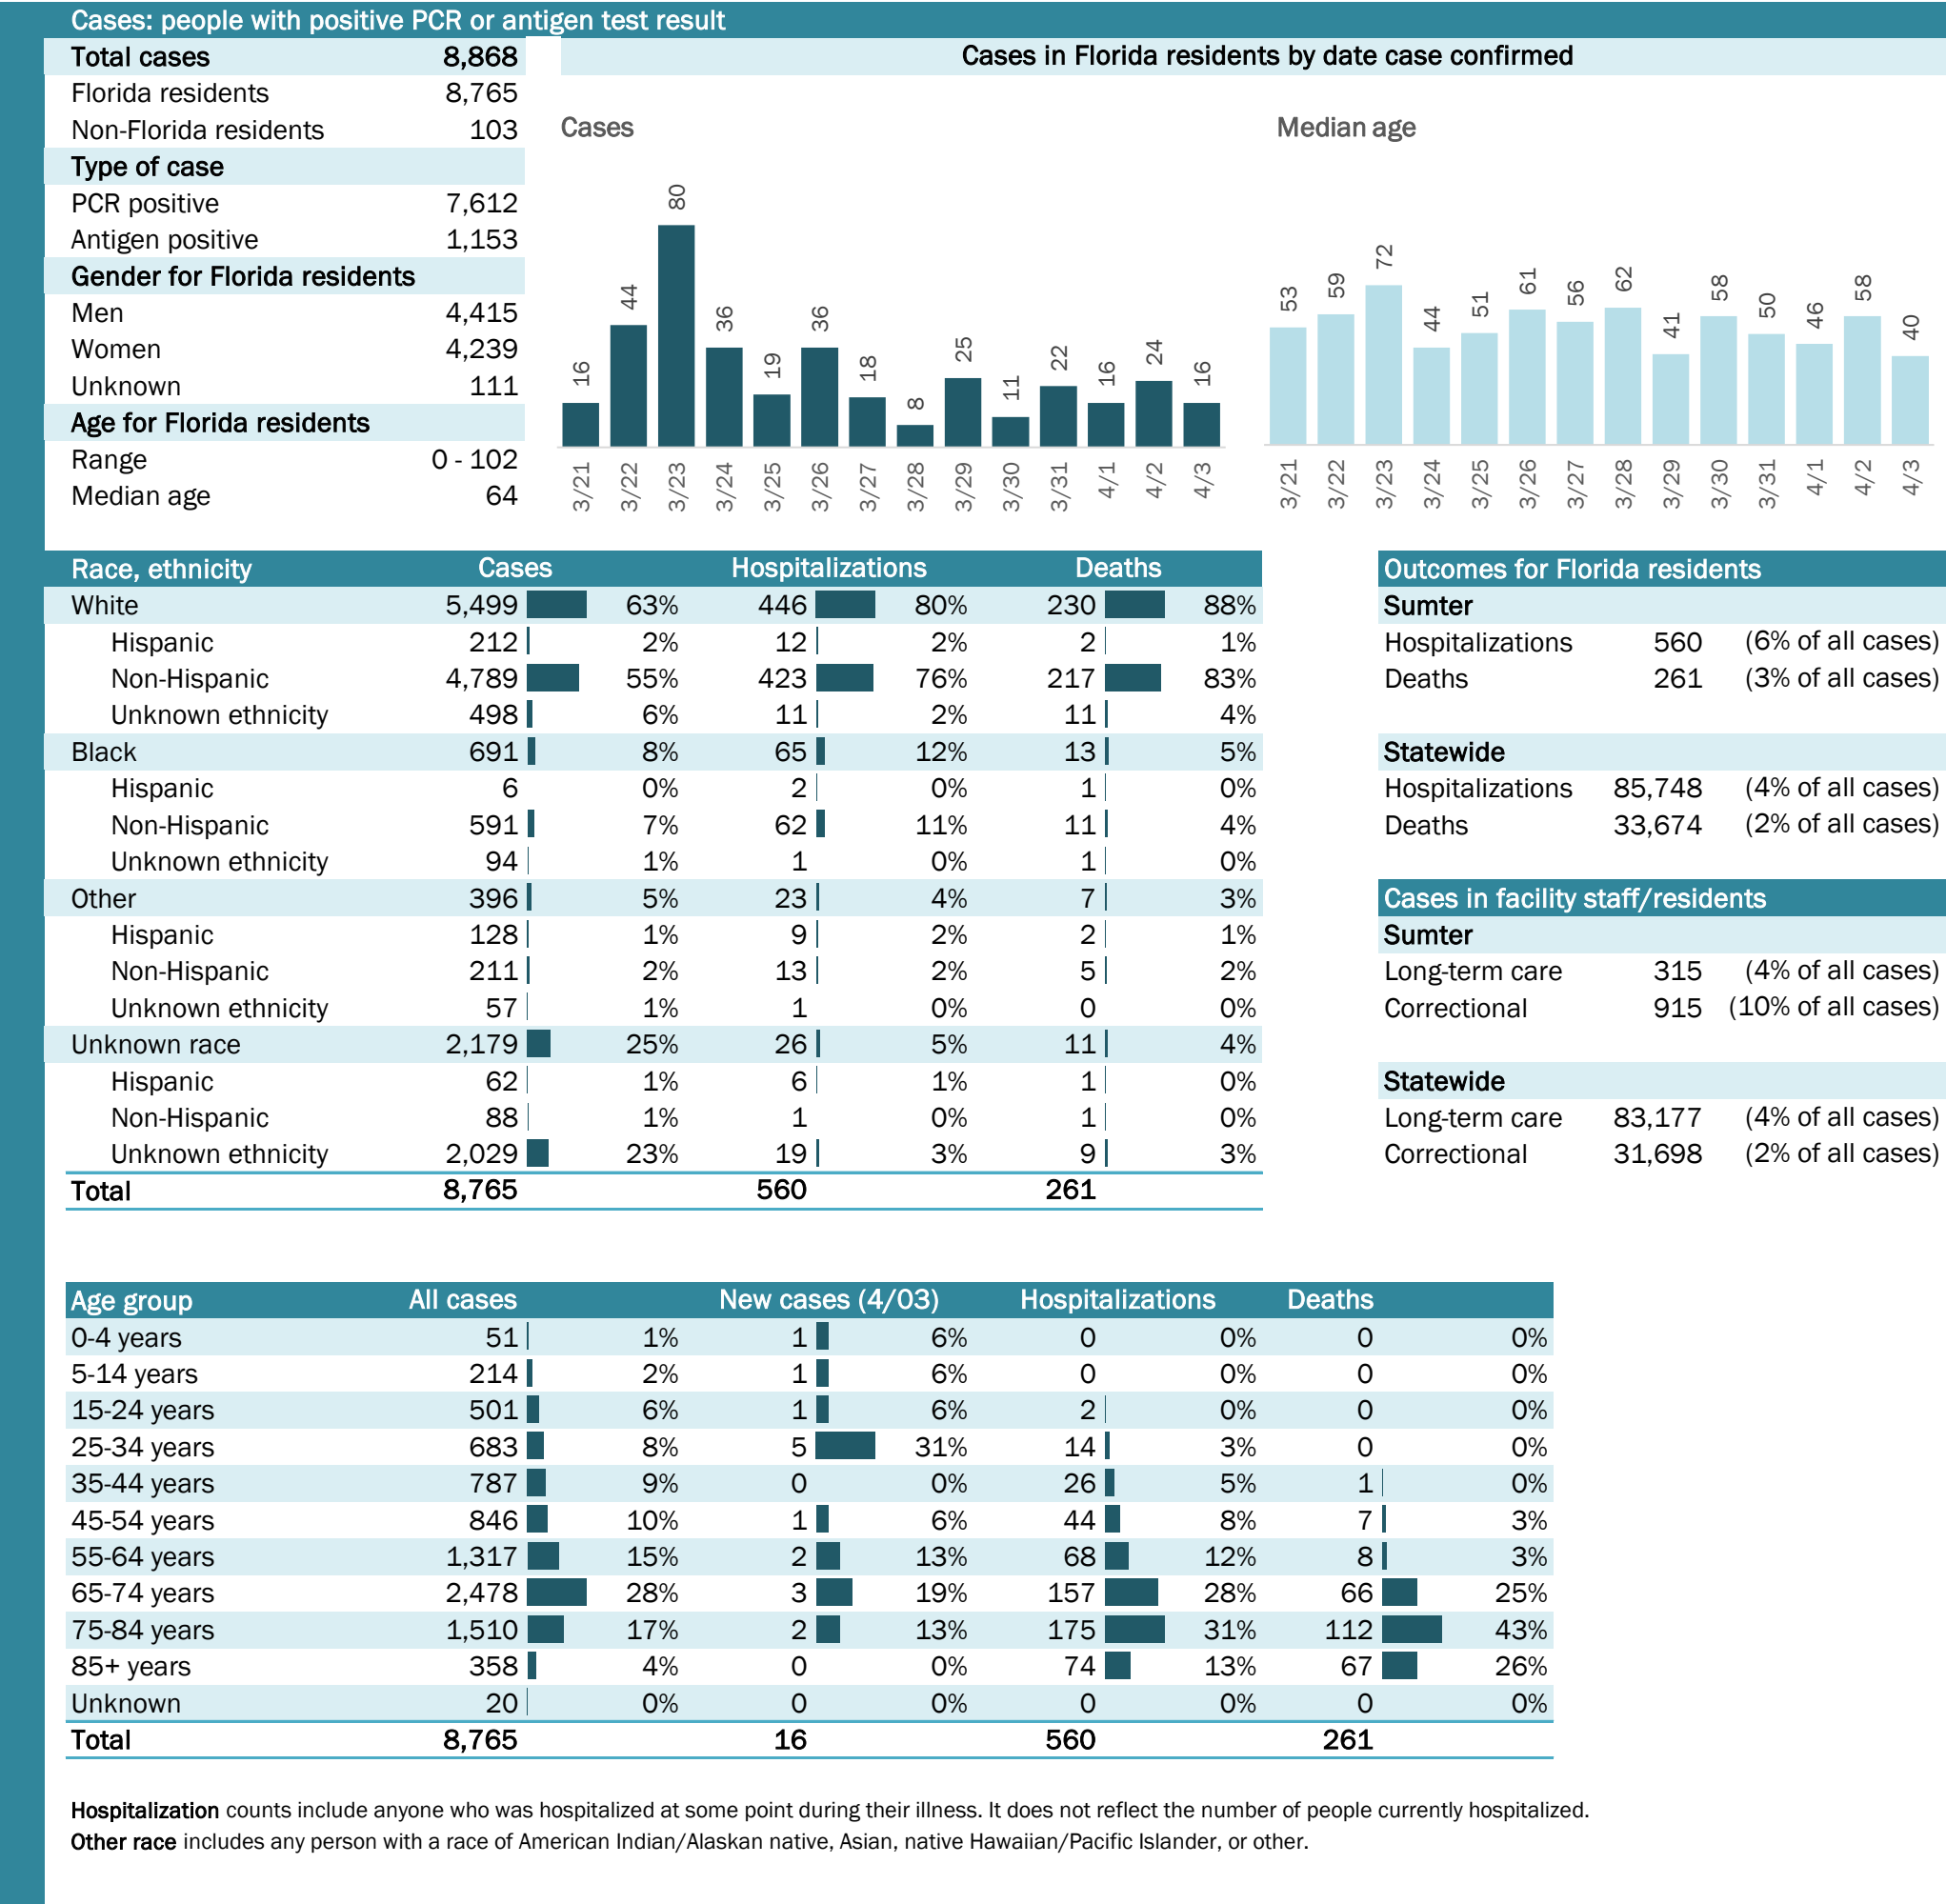 Cases: people with positive PCR or antigen test result
Total cases 8,868
Florida residents 8,765
Non-Florida residents 103
Type of case
PCR positive 7,612
Antigen positive 1,153
Gender for Florida residents
Men 4,415
Women 4,239
Unknown 111
Age for Florida residents
Range 0 - 102
Median age 64
Cases in Florida residents by date case confirmed
Cases
16 44 80 36 19 36 18 8 25 11 22 16 24 16
3/21 3/22 3/23 3/24 3/25 3/26 3/27 3/28 3/29 3/30 3/31 4/1 4/2 4/3
Median age
53 59 72 44 51 61 56 62 41 58 50 46 58 40
3/21 3/22 3/23 3/24 3/25 3/26 3/27 3/28 3/29 3/30 3/31 4/1 4/2 4/3
Race, ethnicity Cases Hospitalizations Deaths
White 5,499 63% 446 80% 230 88%
Hispanic 212 2% 12 2% 2 1%
Non-Hispanic 4,789 55% 423 76% 217 83%
Unknown ethnicity 498 6% 11 2% 11 4%
Black 691 8% 65 12% 13 5%
Hispanic 6 0% 2 0% 1 0%
Non-Hispanic 591 7% 62 11% 11 4%
Unknown ethnicity 94 1% 1 0% 1 0%
Other 396 5% 23 4% 7 3%
Hispanic 128 1% 9 2% 2 1%
Non-Hispanic 211 2% 13 2% 5 2%
Unknown ethnicity 57 1% 1 0% 0 0%
Unknown race 2,179 25% 26 5% 11 4%
Hispanic 62 1% 6 1% 1 0%
Non-Hispanic 88 1% 1 0% 1 0%
Unknown ethnicity 2,029 23% 19 3% 9 3%
Total 8,765 560 261
Outcomes for Florida residents
Sumter
Hospitalizations 560 (6% of all cases)
Deaths 261 (3% of all cases)
Statewide
Hospitalizations 85,748 (4% of all cases)
Deaths 33,674 (2% of all cases)
Cases in facility staff/residents
Sumter
Long-term care 315 (4% of all cases)
Correctional 915 (10% of all cases)
Statewide
Long-term care 83,177 (4% of all cases)
Correctional 31,698 (2% of all cases)
Age group All cases New cases (4/03) Hospitalizations Deaths
0-4 years 51 1% 1 6% 0 0% 0 0%
5-14 years 214 2% 1 6% 0 0% 0 0%
15-24 years 501 6% 1 6% 2 0% 0 0%
25-34 years 683 8% 5 31% 14 3% 0 0%
35-44 years 787 9% 0 0% 26 5% 1 0%
45-54 years 846 10% 1 6% 44 8% 7 3%
55-64 years 1,317 15% 2 13% 68 12% 8 3%
65-74 years 2,478 28% 3 19% 157 28% 66 25%
75-84 years 1,510 17% 2 13% 175 31% 112 43%
85+ years 358 4% 0 0% 74 13% 67 26%
Unknown 20 0% 0 0% 0 0% 0 0%
Total 8,765 16 560 261
Hospitalization counts include anyone who was hospitalized at some point during their illness. It does not reflect the number of people currently hospitalized.
Other race includes any person with a race of American Indian/Alaskan native, Asian, native Hawaiian/Pacific Islander, or other.